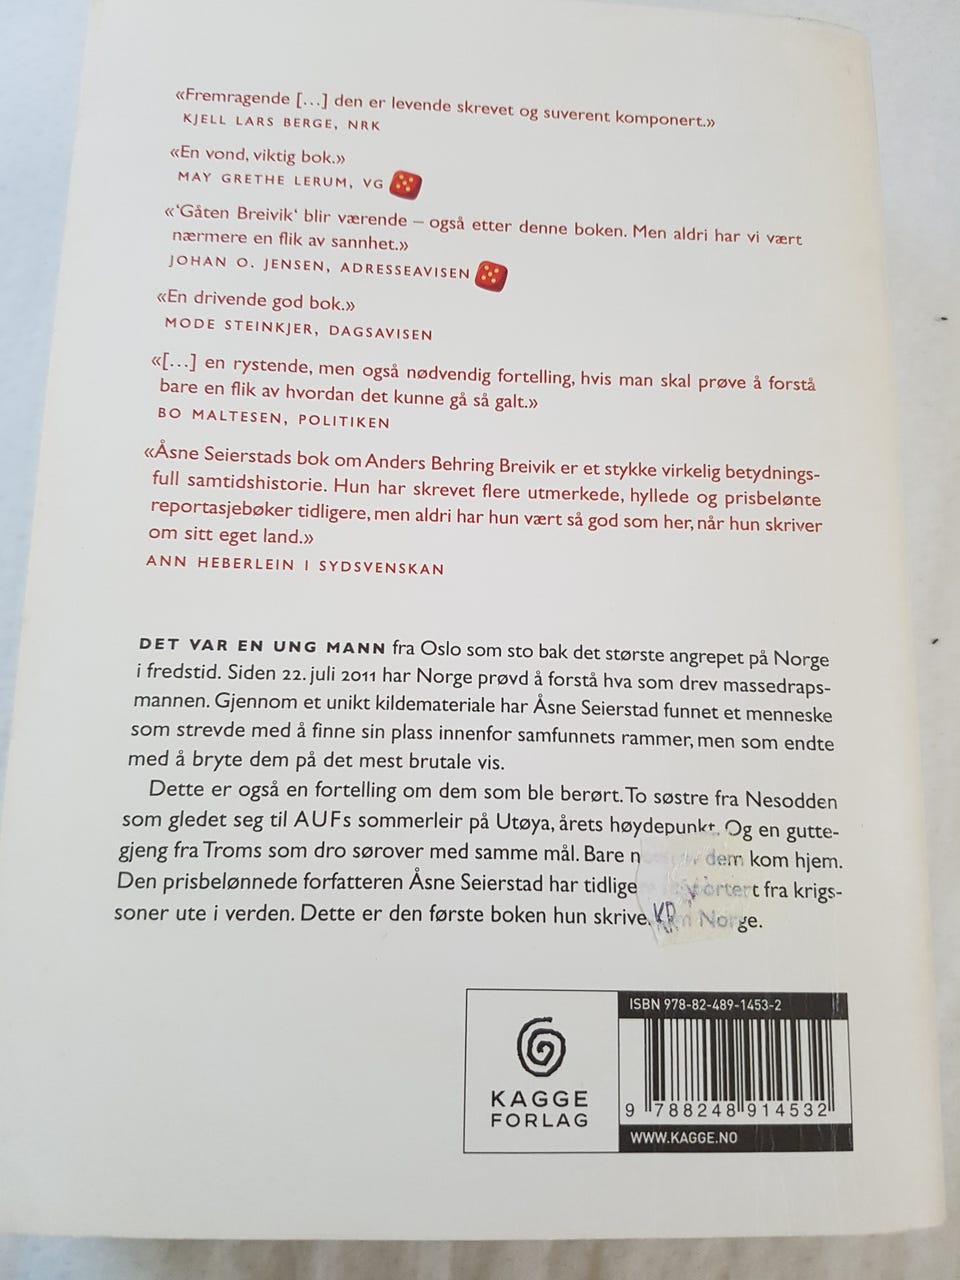 «Fremragende [...] den er levende skrevet og suverent komponert.»
KJELL LARS BERGE, NRK
«En vond, viktig bok.»
MAY GRETHE LERUM, VG
«'Gåten Breivik' blir værende – også etter denne boken. Men aldri har vi vært
nærmere en flik av sannhet.»
JOHAN O. JENSEN, ADRESSEAVISEN
«En drivende god bok.»
MODE STEINKJER, DAGSAVISEN
«[...] en rystende, men også nødvendig fortelling, hvis man skal prøve å forstå
bare en flik av hvordan det kunne gå så galt.»
BO MALTESEN, POLITIKEN
«Åsne Seierstads bok om Anders Behring Breivik er et stykke virkelig betydnings-
full samtidshistorie. Hun har skrevet flere utmerkede, hyllede og prisbelønte
reportasjebøker tidligere, men aldri har hun vært så god som her, når hun skriver
om sitt eget land.»
ANN HEBERLEIN I SYDSVENSKAN
DET VAR EN UNG MANN fra Oslo som sto bak det største angrepet på Norge
i fredstid. Siden 22. juli 2011 har Norge prøvd å forstå hva som drev massedraps-
mannen. Gjennom et unikt kildemateriale har Åsne Seierstad funnet et menneske
som strevde med å finne sin plass innenfor samfunnets rammer, men som endte
med å bryte dem på det mest brutale vis.
Dette er også en fortelling om dem som ble berørt. To søstre fra Nesodden
som gledet seg til AUFs sommerleir på Utøya, årets høydepunkt. Og en gutte-
gjeng fra Troms som dro sørover med samme mål. Bare dem kom hjem.
Den prisbelønnede forfatteren Åsne Seierstad har tidligere rapportert fra krigs-
soner ute i verden. Dette er den første boken hun skriver om Norge.
KR
ISBN 978-82-489-1453-2
KAGGE
FORLAG
9 788248 914532
WWW.KAGGE.NO